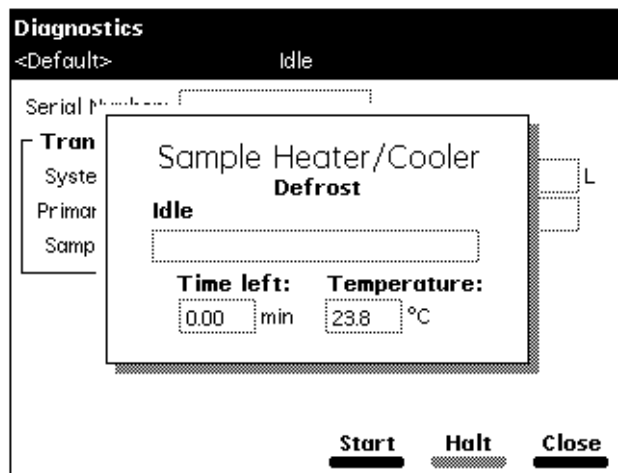 Diagnostics
<Default> Idle
Serial
Tran
Syste L
Primar
Samp
Sample Heater/Cooler
Defrost
Idle
Time left: Temperature:
0.00 min 23.8 °C
Start Halt Close